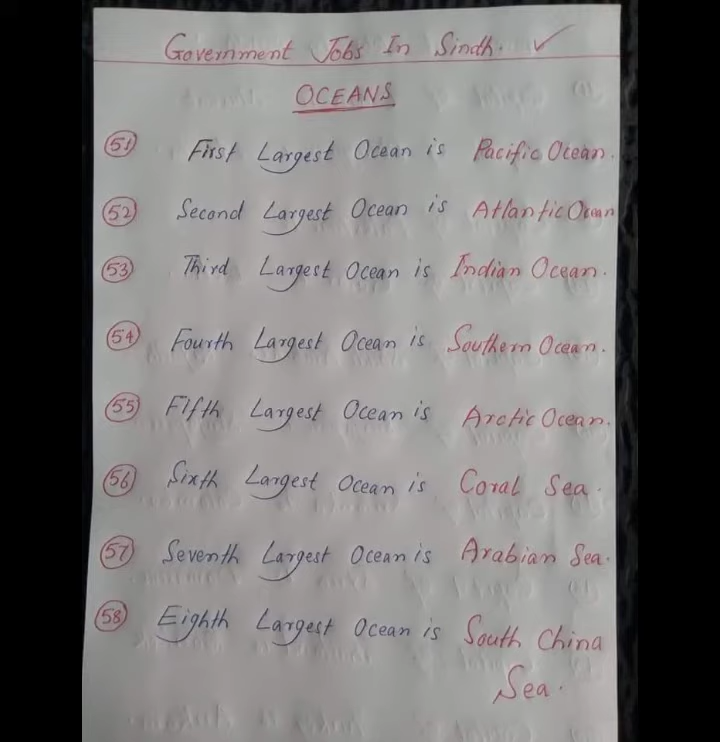 Government Jobs In Sindh. ✓
OCEANS
51 First Largest Ocean is Pacific Ocean.
52 Second Largest Ocean is Atlantic Ocean
53 Third Largest Ocean is Indian Ocean.
54 Fourth Largest Ocean is Southern Ocean.
55 Fifth Largest Ocean is Arctic Ocean.
56 Sixth Largest Ocean is Coral Sea.
57 Seventh Largest Ocean is Arabian Sea.
58 Eighth Largest Ocean is South China
Sea.